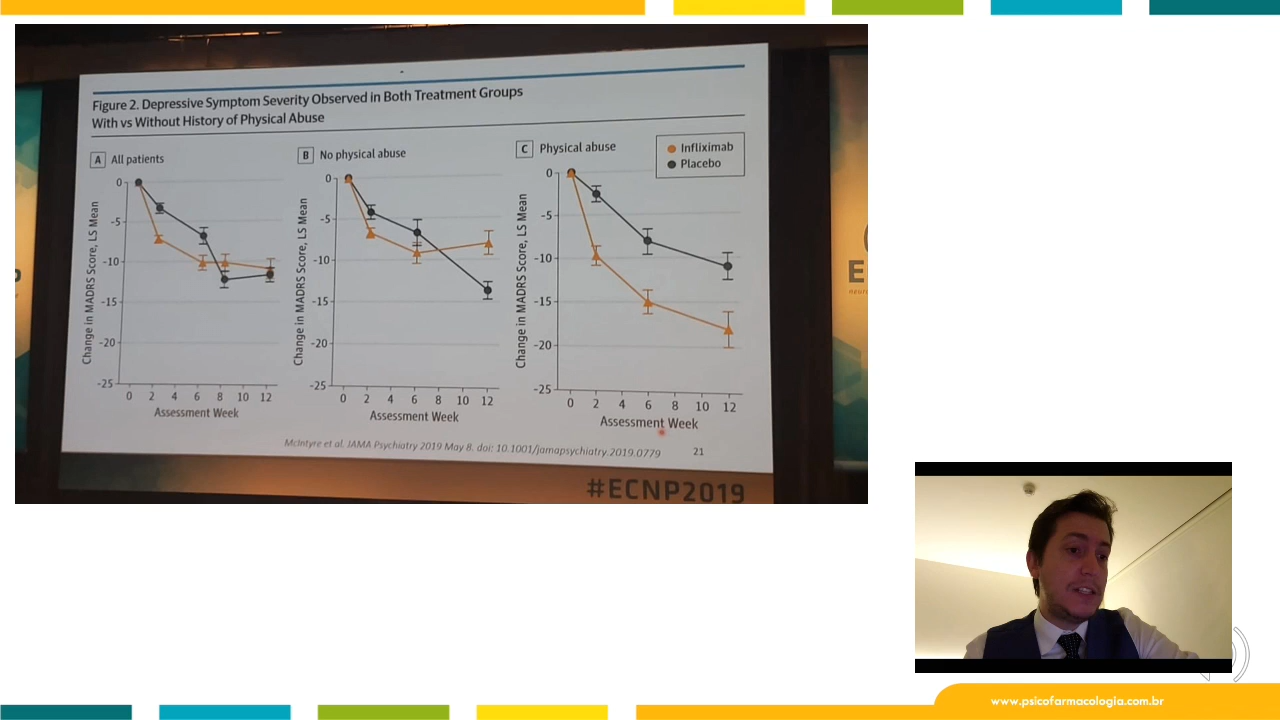 Figure 2. Depressive Symptom Severity Observed in Both Treatment Groups
With vs Without History of Physical Abuse
A All patients
0
-5
-10
-15
-20
-25
Change in MADRS Score, LS Mean
0 2 4 6 8 10 12
Assessment Week
B No physical abuse
0
-5
-10
-15
-20
-25
Change in MADRS Score, LS Mean
0 2 4 6 8 10 12
Assessment Week
C Physical abuse
Infliximab
Placebo
0
-5
-10
-15
-20
-25
Change in MADRS Score, LS Mean
0 2 4 6 8 10 12
Assessment Week
McIntyre et al. JAMA Psychiatry 2019 May 8. doi: 10.1001/jamapsychiatry.2019.0779
21
#ECNP2019
www.psicofarmacologia.com.br